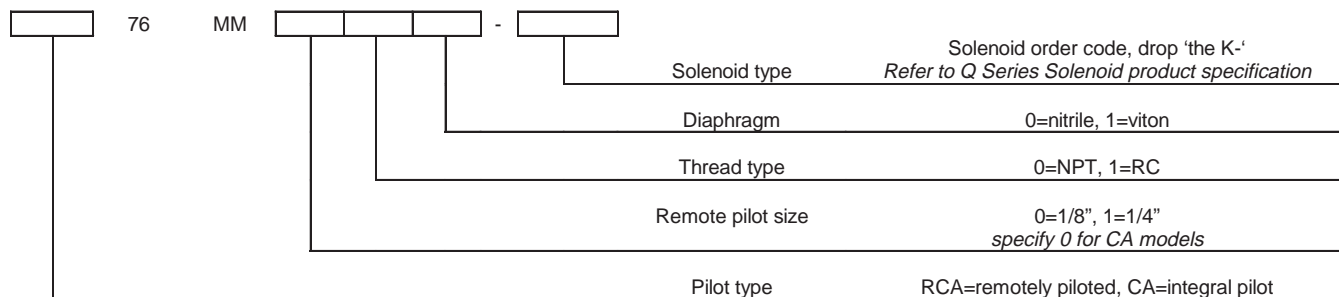 76 MM -
Solenoid order code, drop ‘the K-‘
Solenoid type Refer to Q Series Solenoid product specification
Diaphragm 0=nitrile, 1=viton
Thread type 0=NPT, 1=RC
Remote pilot size 0=1/8”, 1=1/4”
specify 0 for CA models
Pilot type RCA=remotely piloted, CA=integral pilot